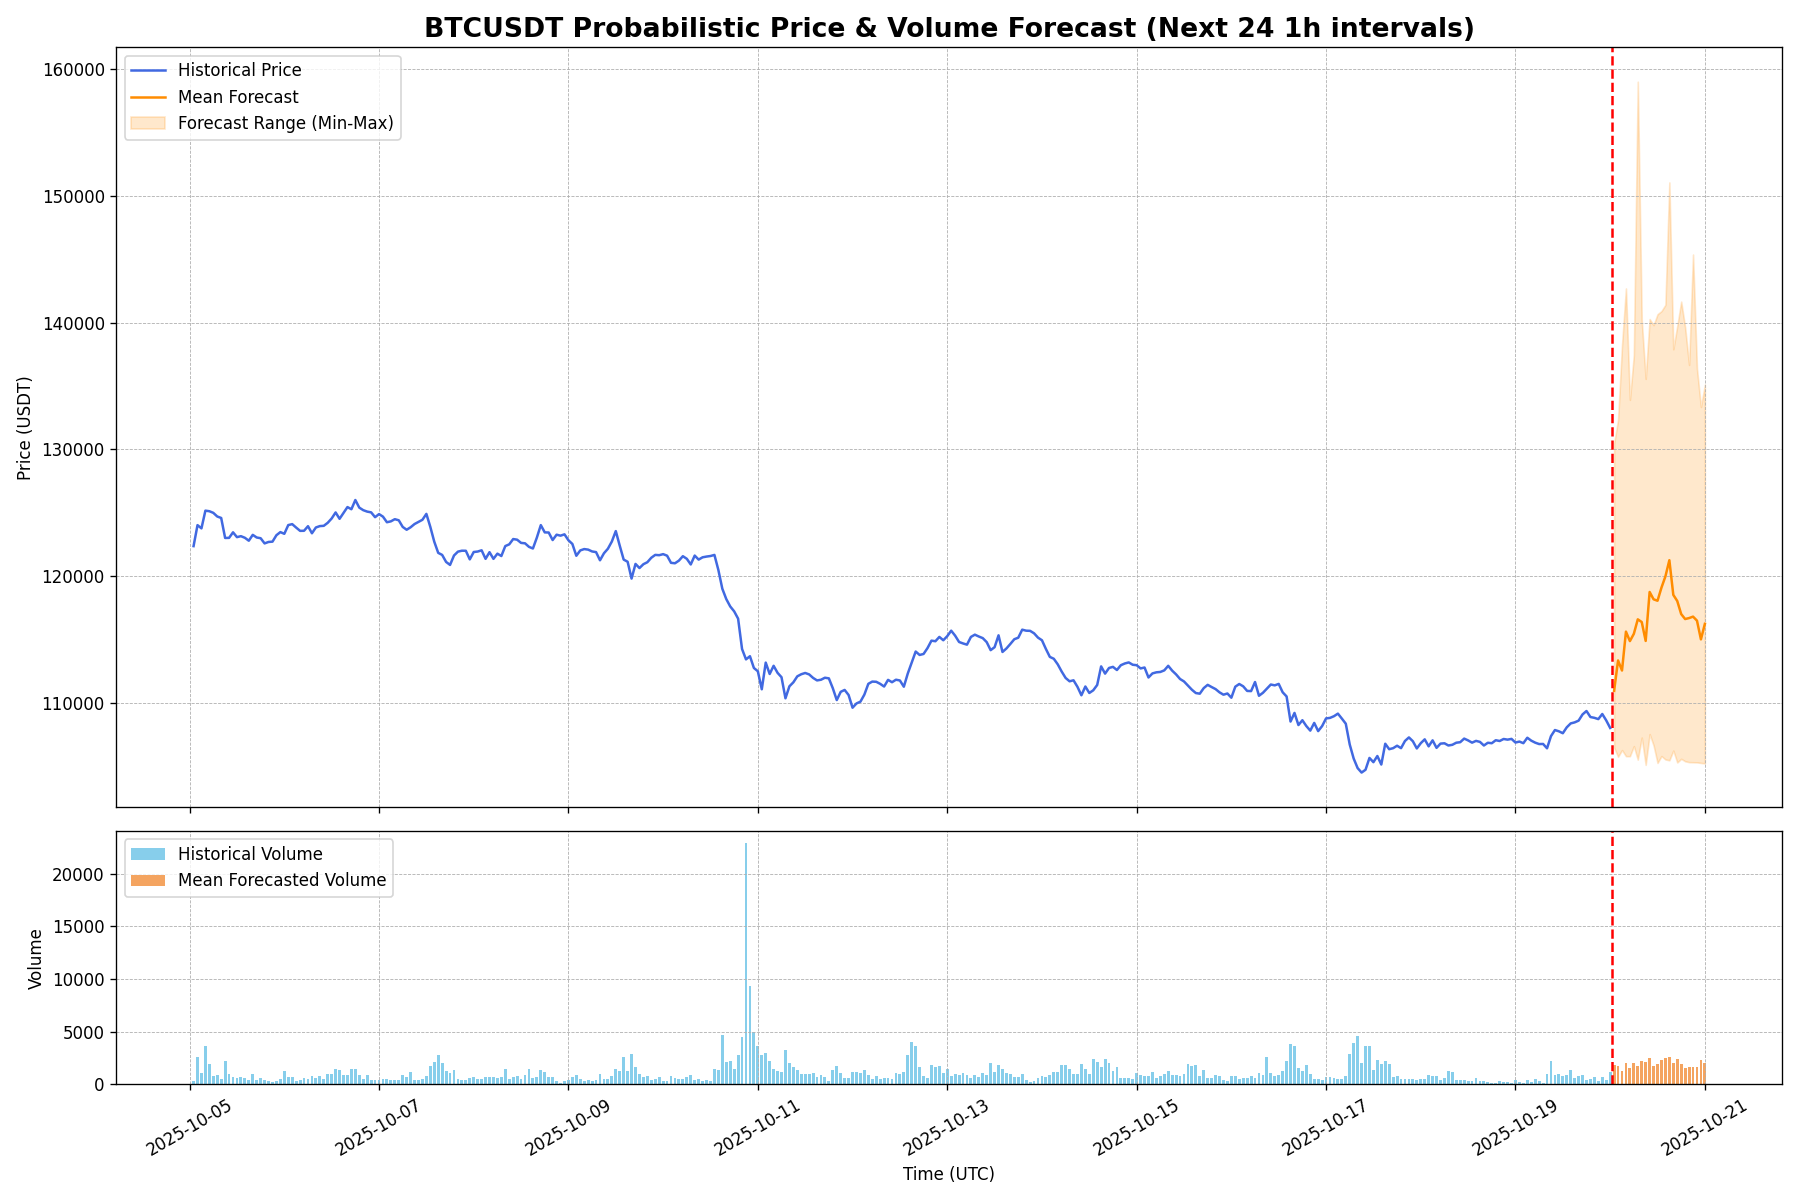 BTCUSDT Probabilistic Price & Volume Forecast (Next 24 1h intervals)
Historical Price
Mean Forecast
Forecast Range (Min-Max)
160000
150000
140000
130000
120000
110000
Price (USDT)
Historical Volume
Mean Forecasted Volume
20000
15000
10000
5000
0
Volume
2025-10-05
2025-10-07
2025-10-09
2025-10-11
2025-10-13
2025-10-15
2025-10-17
2025-10-19
2025-10-21
Time (UTC)